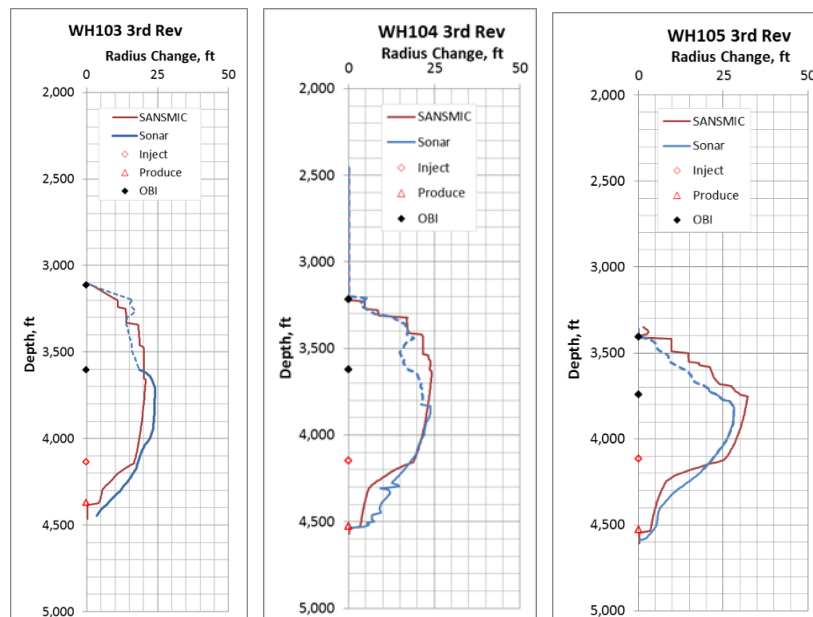 WH103 3rd Rev
Radius Change, ft
0 25 50
2,000
2,500
3,000
3,500
4,000
4,500
5,000
Depth, ft
SANSMIC
Sonar
Inject
Produce
OBI
WH104 3rd Rev
Radius Change, ft
0 25 50
2,000
2,500
3,000
3,500
4,000
4,500
5,000
Depth, ft
SANSMIC
Sonar
Inject
Produce
OBI
WH105 3rd Rev
Radius Change, ft
0 25 50
2,000
2,500
3,000
3,500
4,000
4,500
5,000
Depth, ft
SANSMIC
Sonar
Inject
Produce
OBI